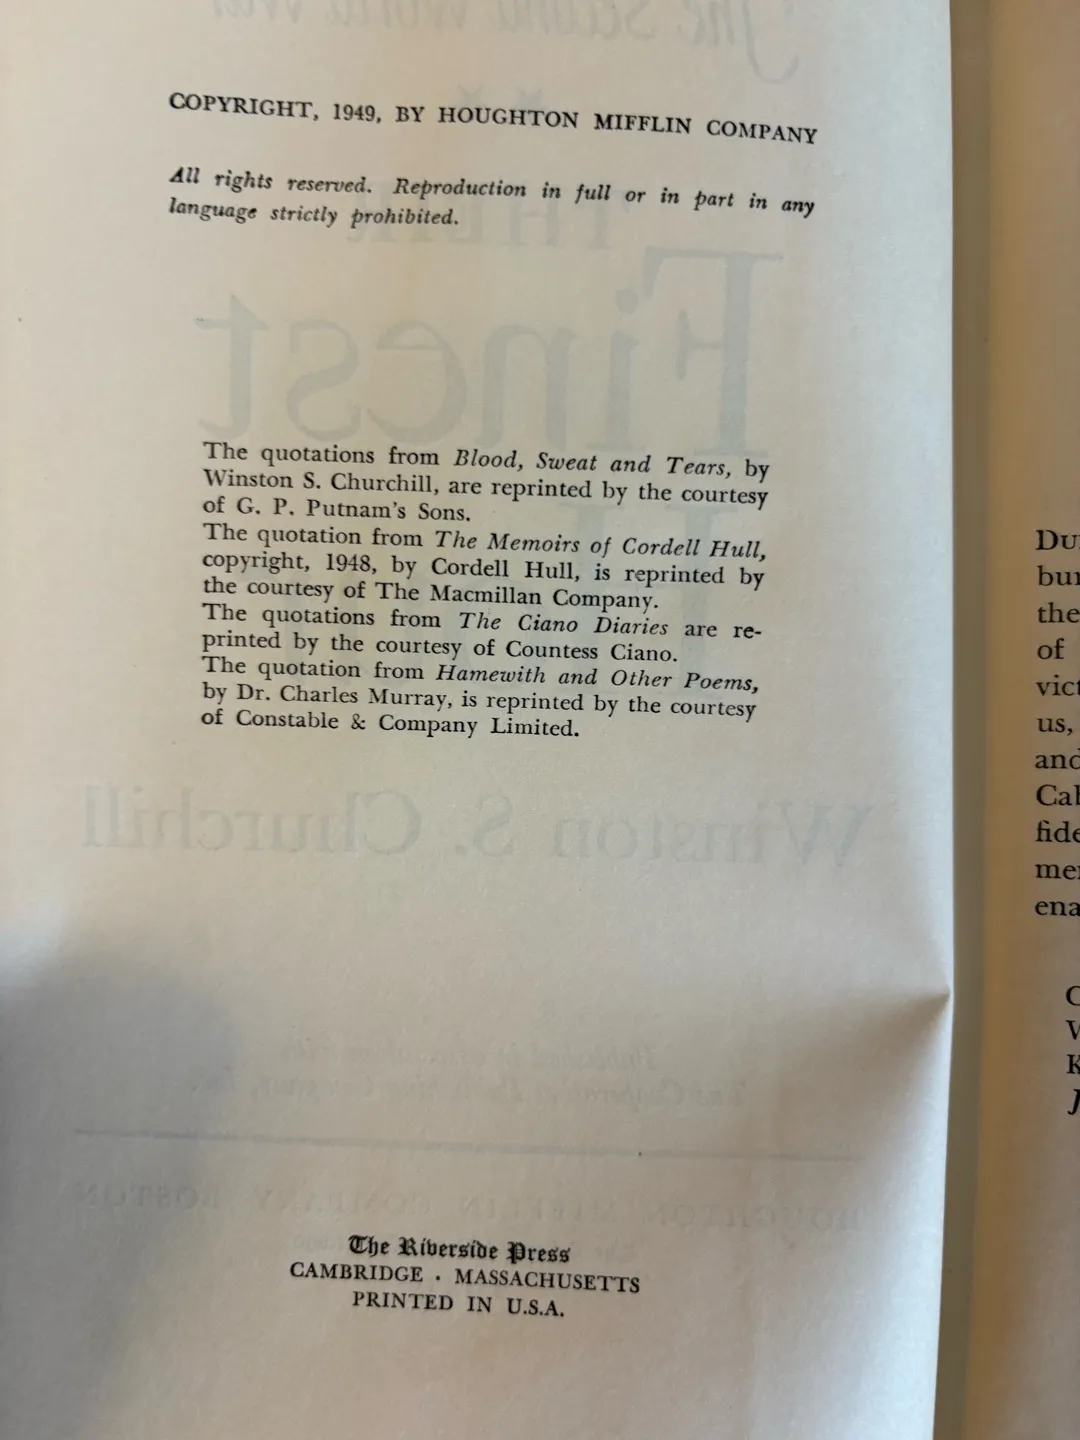 COPYRIGHT, 1949, BY HOUGHTON MIFFLIN COMPANY
All rights reserved. Reproduction in full or in part in any
language strictly prohibited.
The quotations from Blood, Sweat and Tears, by
Winston S. Churchill, are reprinted by the courtesy
of G. P. Putnam's Sons.
The quotation from The Memoirs of Cordell Hull,
copyright, 1948, by Cordell Hull, is reprinted by
the courtesy of The Macmillan Company.
The quotations from The Ciano Diaries are re-
printed by the courtesy of Countess Ciano.
The quotation from Hamewith and Other Poems,
by Dr. Charles Murray, is reprinted by the courtesy
of Constable & Company Limited.
The Riverside Press
CAMBRIDGE · MASSACHUSETTS
PRINTED IN U.S.A.
the
of
us,